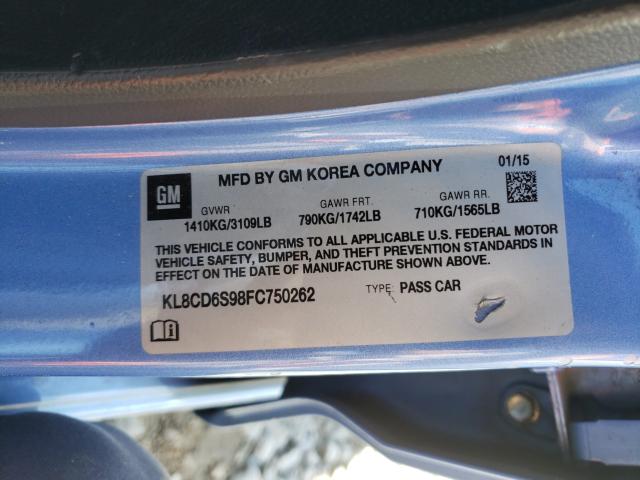 GM
MFD BY GM KOREA COMPANY
01/15
GVWR
1410KG/3109LB
GAWR FRT.
790KG/1742LB
GAWR RR.
710KG/1565LB
THIS VEHICLE CONFORMS TO ALL APPLICABLE U.S. FEDERAL MOTOR
VEHICLE SAFETY, BUMPER, AND THEFT PREVENTION STANDARDS IN
EFFECT ON THE DATE OF MANUFACTURE SHOWN ABOVE.
KL8CD6S98FC750262
TYPE: PASS CAR